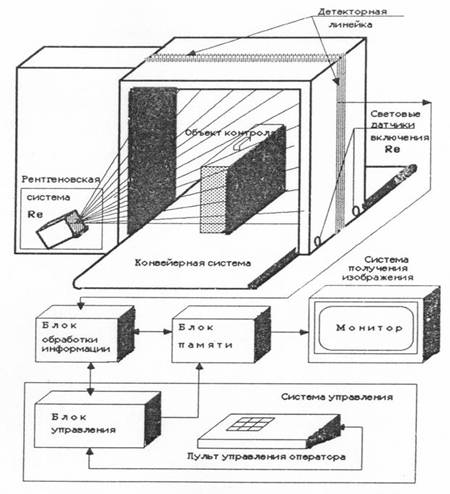 Детекторная
линейка
Световые
датчики
включения
Re
Объект контроля
Рентгеновская
система
Re
Конвейерная система
Система
получения
изображения
Блок
обработки
информации
Блок
памяти
Монитор
Система управления
Блок
управления
Пульт управления оператора